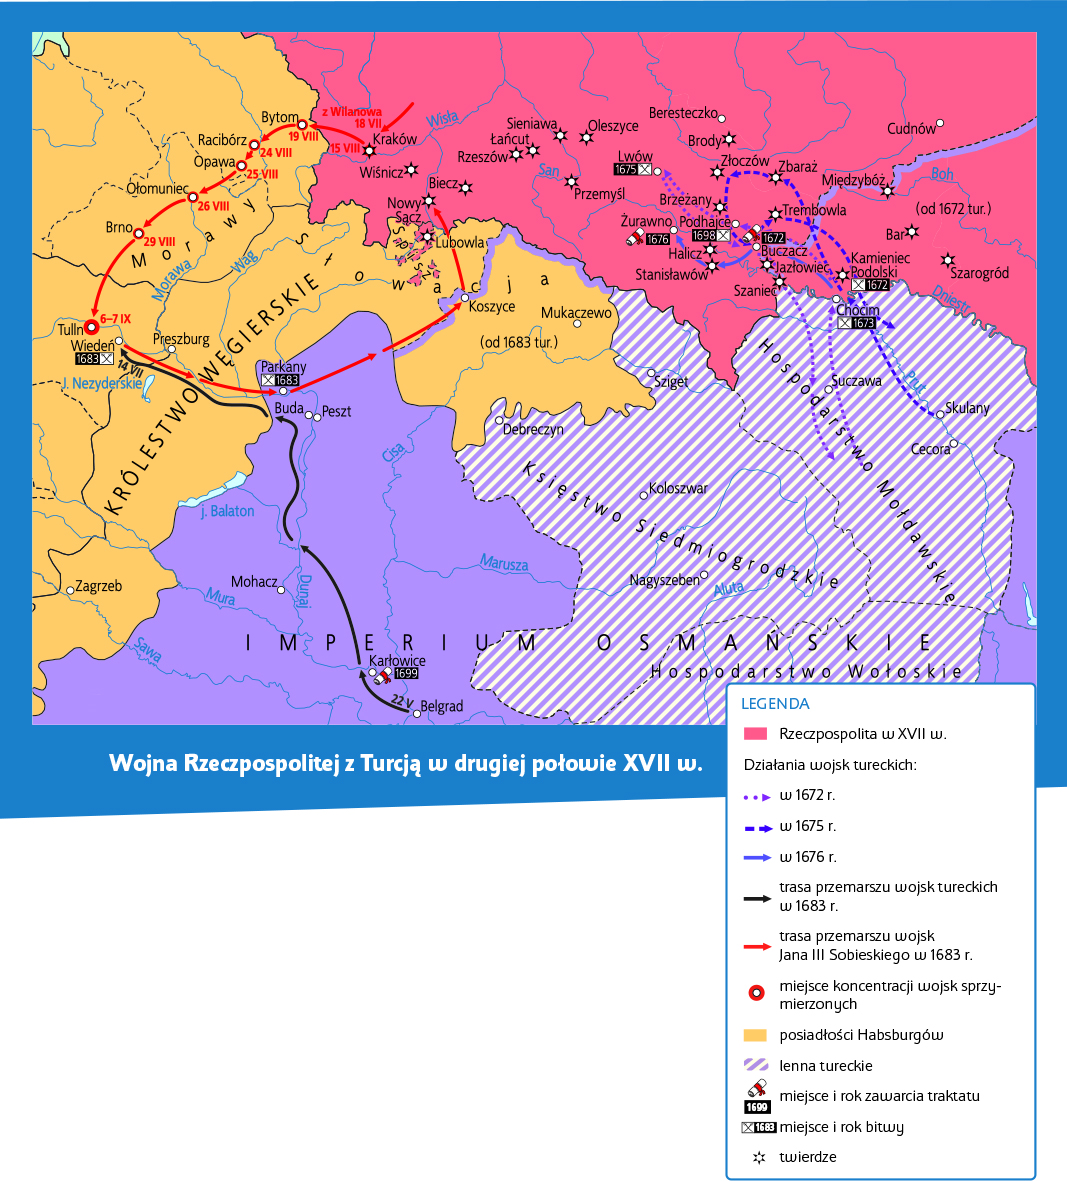 Beresteczko
Cudnów
z Wilanowa
18 VII
Wisła
Bytom
19 VIII
15 VIII
Kraków
Sieniawa
Oleszyce
Łańcut
Rzeszów
Brody
Racibórz
24 VIII
Opawa
25 VIII
Lwów
1675
Złoczów
Zbaraż
Wiśnicz
San
Boh
Międzybóż
Biecz
Przemyśl
Ołomuniec
26 VIII
Nowy
Sącz
Brzeżany
Trembowla
(od 1672 tur.)
Żurawno
1676
Podhajce
1698
1672
Brno
29 VIII
Morawy
Lubowla
Halicz
Buczacz
Bar
Wag
Morawa
Słowacja
Stanisławów
Jazłowiec
Kamieniec
Podolski
1672
Szarogród
Szaniec
Dniestr
Koszyce
Mukaczewo
Chocim
1673
6–7 IX
Tulln
Wiedeń
1683
14 VII
Preszburg
(od 1683 tur.)
Parkany
1683
J. Nezyderskie
Sziget
Suczawa
Prut
Buda
Peszt
Skulany
Debreczyn
Cecora
Cisa
KRÓLESTWO WĘGIERSKIE
Hospodarstwo Mołdawskie
Księstwo Siedmiogrodzkie
Koloszwar
j. Balaton
Marusza
Zagrzeb
Mohacz
Dunaj
Nagyszeben
Aluta
Mura
Sawa
IMPERIUM OSMAŃSKIE
Karłowice
1699
Hospodarstwo Wołoskie
22 V
Belgrad
Wojna Rzeczpospolitej z Turcją w drugiej połowie XVII w.
LEGENDA
Rzeczpospolita w XVII w.
Działania wojsk tureckich:
w 1672 r.
w 1675 r.
w 1676 r.
trasa przemarszu wojsk tureckich
w 1683 r.
trasa przemarszu wojsk
Jana III Sobieskiego w 1683 r.
miejsce koncentracji wojsk sprzy-
mierzonych
posiadłości Habsburgów
lenna tureckie
1699
miejsce i rok zawarcia traktatu
1683
miejsce i rok bitwy
twierdze